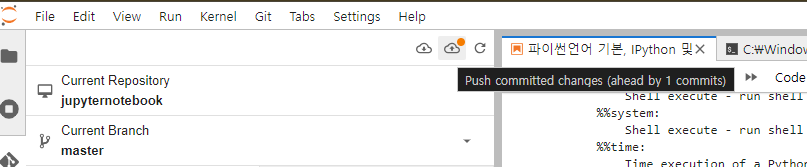 File Edit View Run Kernel Git Tabs Settings Help
파이썬언어 기본, IPython 및 C:\Window
Push committed changes (ahead by 1 commits)
Code
Current Repository
jupyternotebook
Current Branch
master
Shell execute - run shell
%%system:
Shell execute - run shell
%%time:
Time execution of a Python